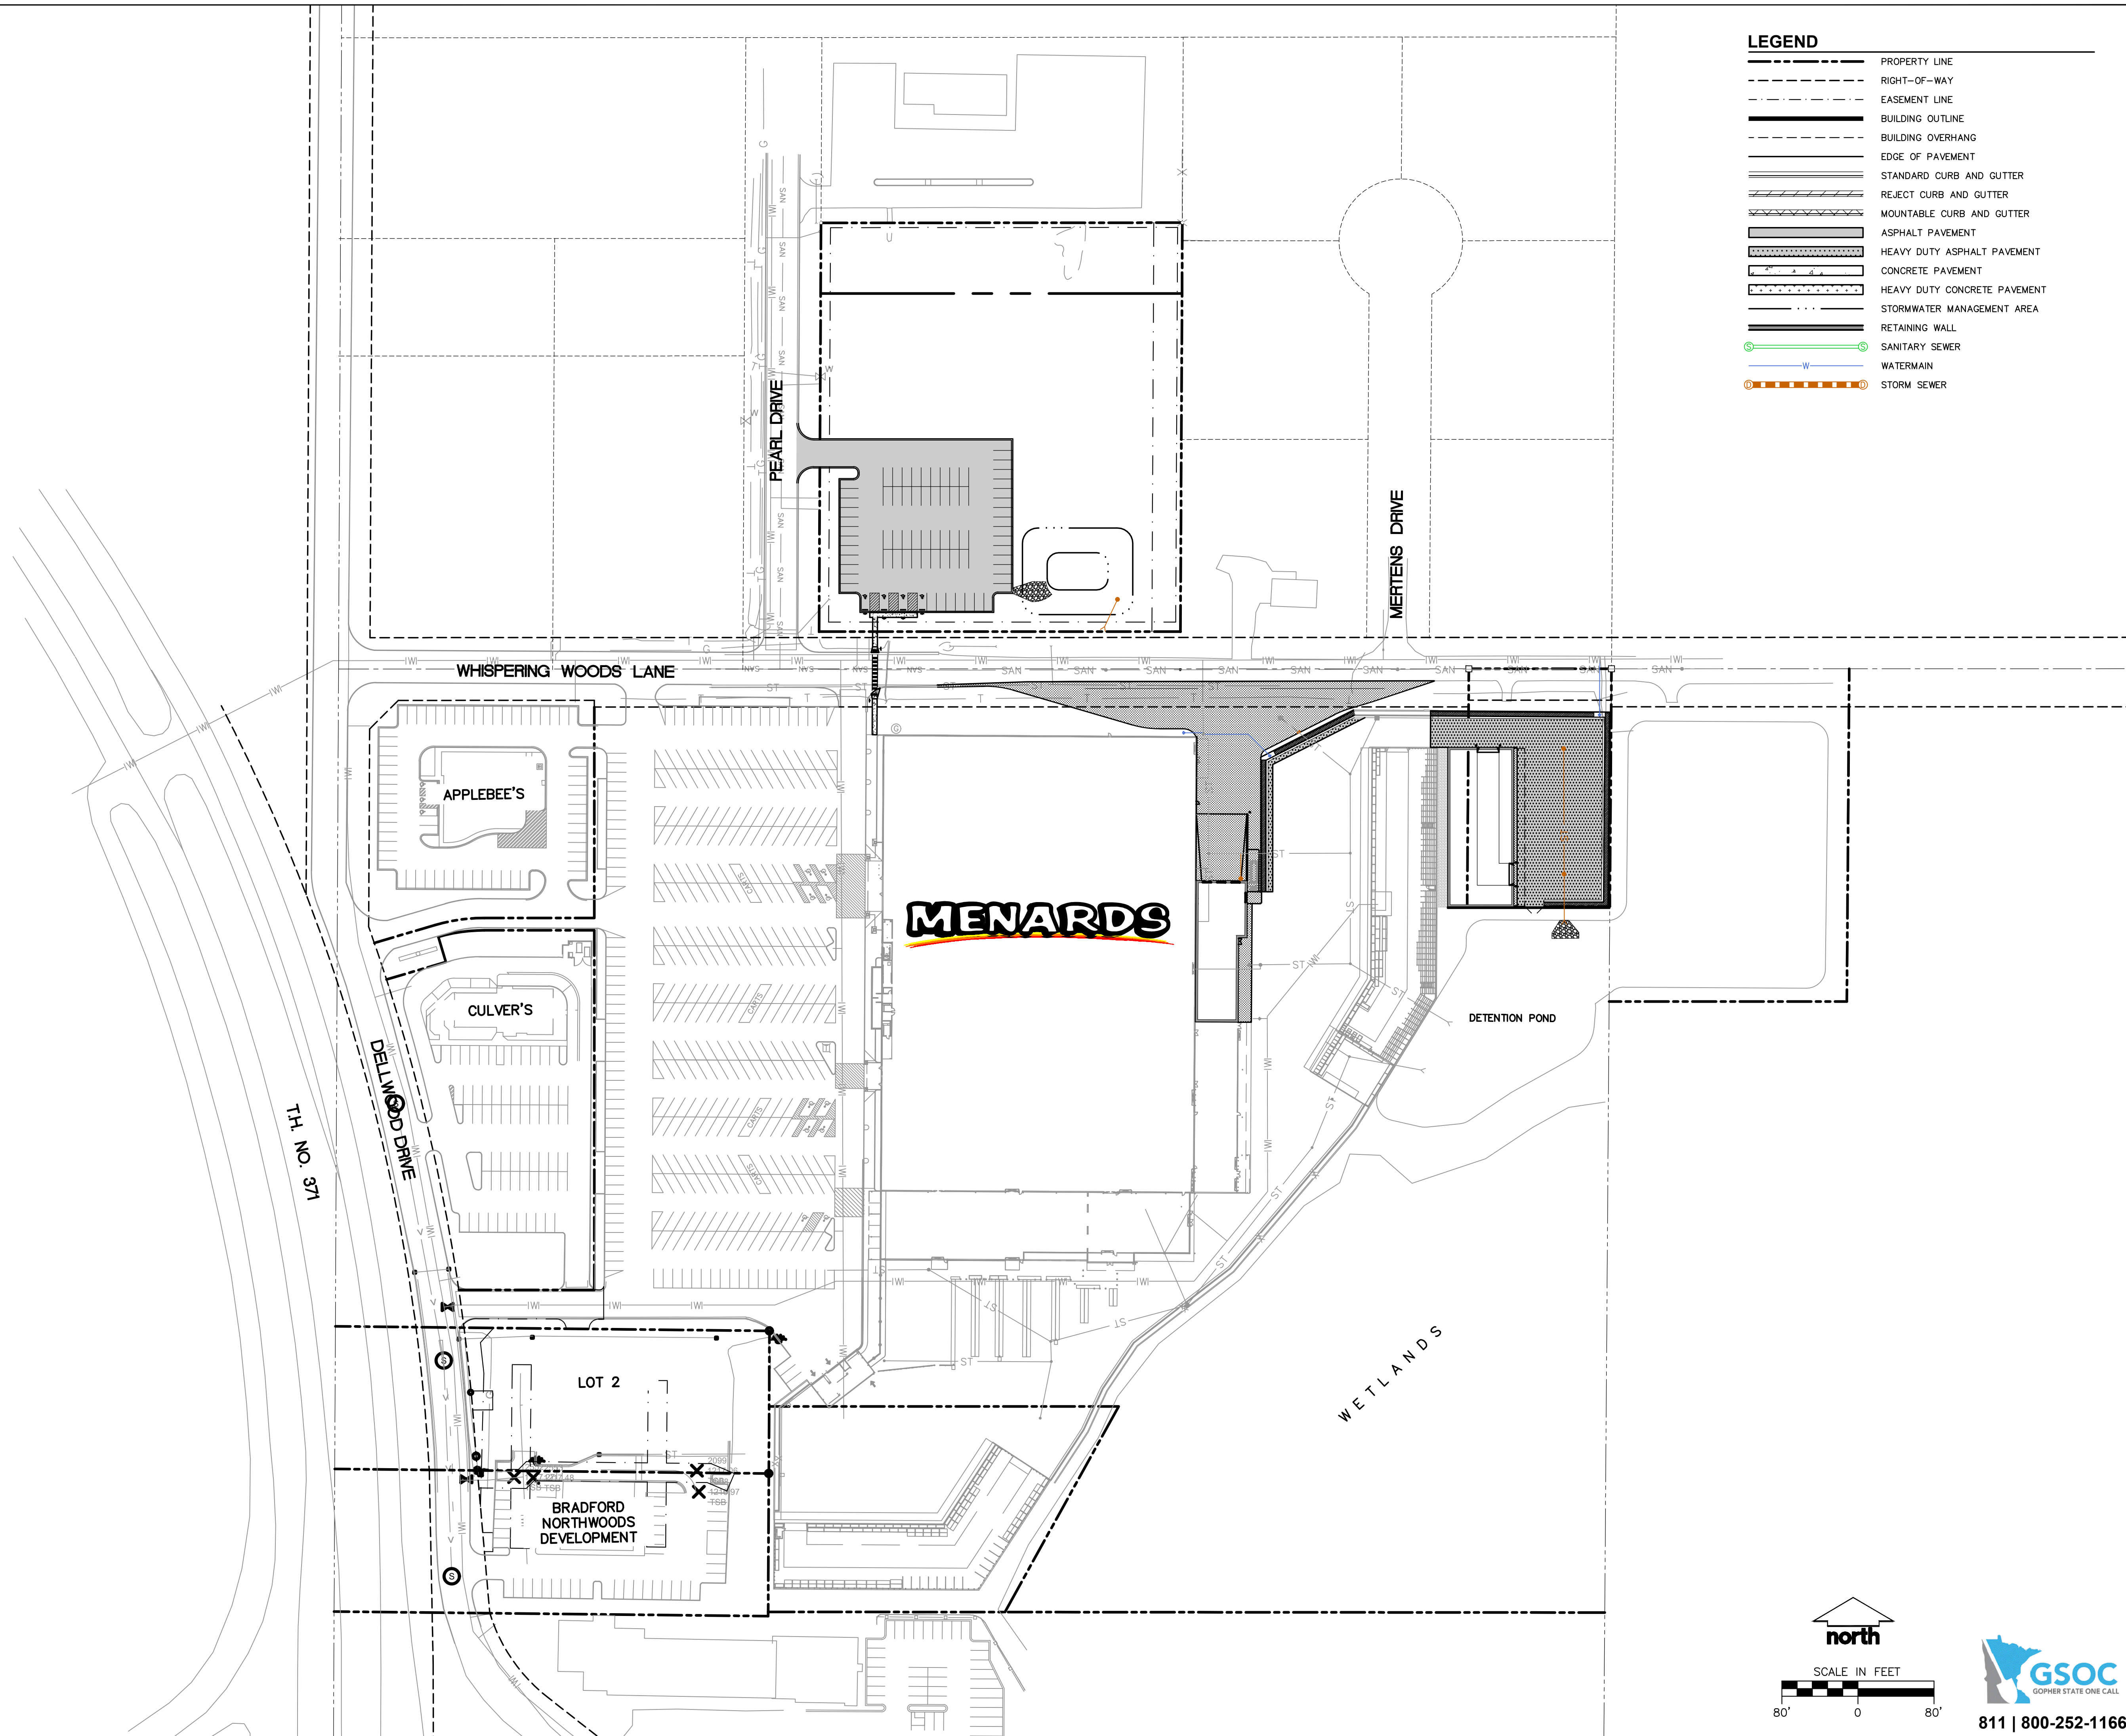 LEGEND
PROPERTY LINE
RIGHT-OF-WAY
EASEMENT LINE
BUILDING OUTLINE
BUILDING OVERHANG
EDGE OF PAVEMENT
STANDARD CURB AND GUTTER
REJECT CURB AND GUTTER
MOUNTABLE CURB AND GUTTER
ASPHALT PAVEMENT
HEAVY DUTY ASPHALT PAVEMENT
CONCRETE PAVEMENT
HEAVY DUTY CONCRETE PAVEMENT
STORMWATER MANAGEMENT AREA
RETAINING WALL
S S SANITARY SEWER
W WATERMAIN
D D STORM SEWER
PEARL DRIVE
MERTENS DRIVE
WHISPERING WOODS LANE
APPLEBEE'S
CARTS
MENARDS
CULVER'S
CARTS
DETENTION POND
DELLWOOD DRIVE
T.H. NO. 371
CARTS
CARTS
LOT 2
WETLANDS
BRADFORD
NORTHWOODS
DEVELOPMENT
north
SCALE IN FEET
80' 0 80'
GSOC
GOPHER STATE ONE CALL
811 | 800-252-1166